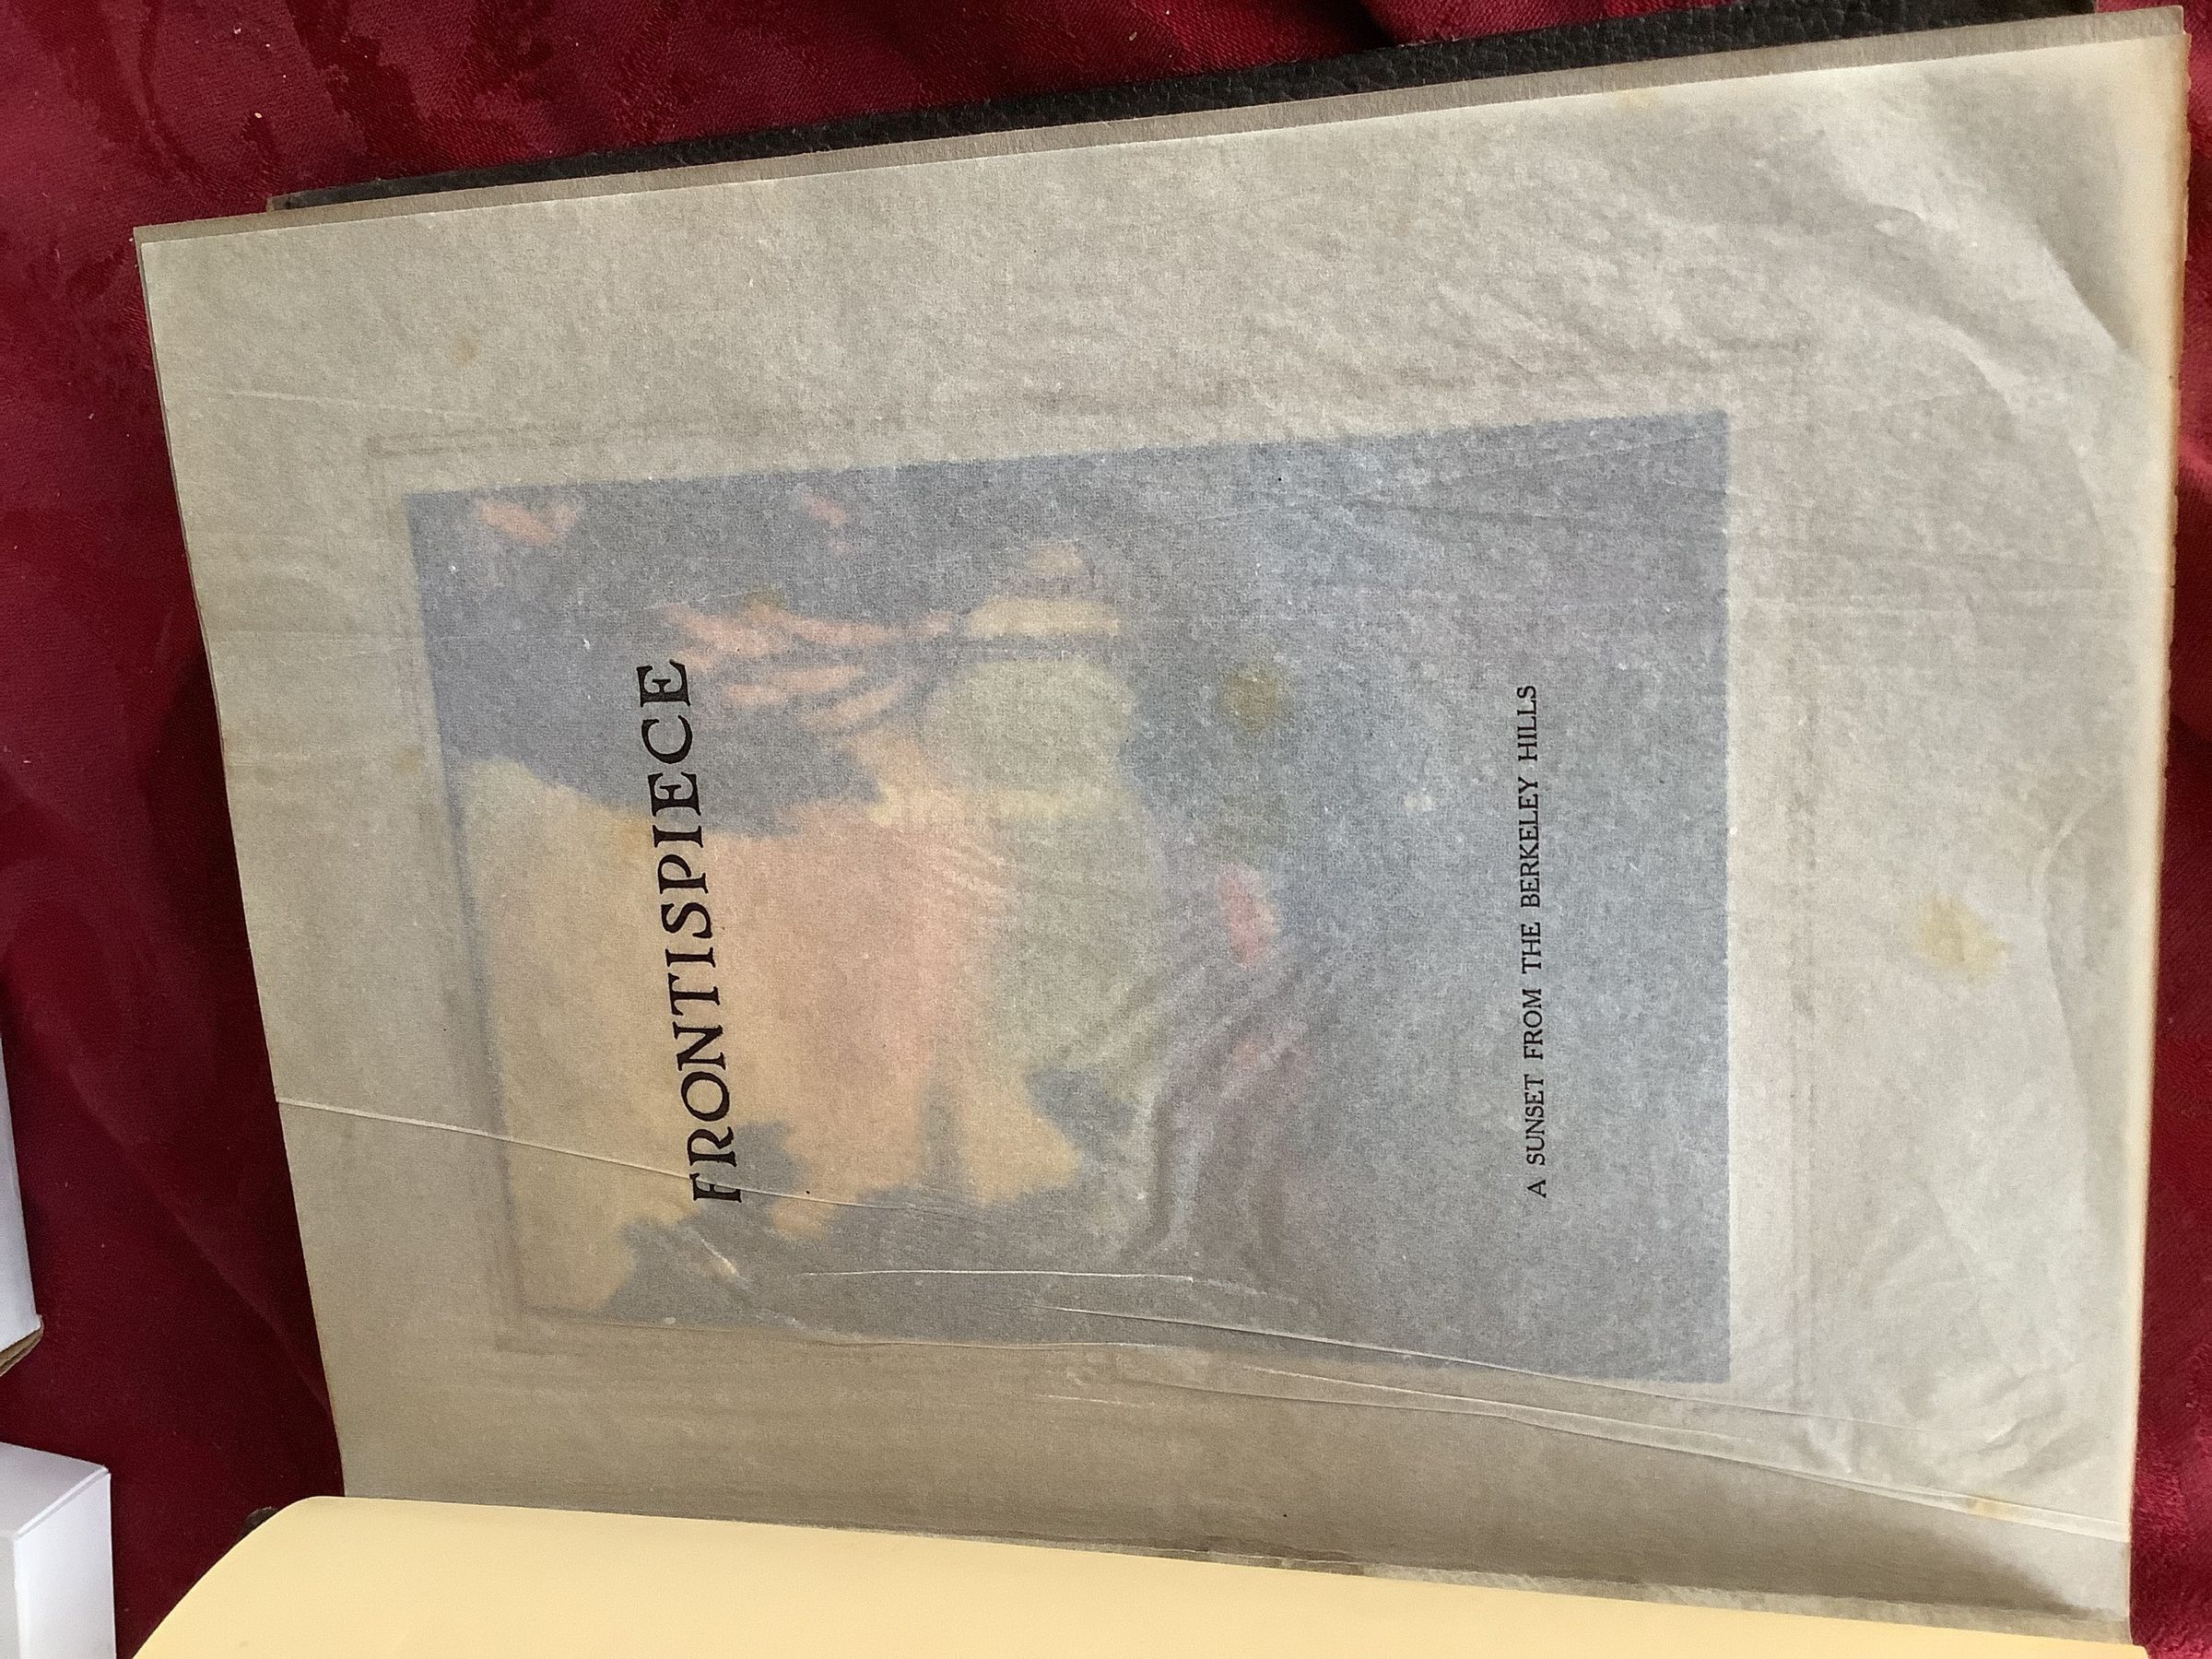 FRONTISPIECE
A SUNSET FROM THE BERKELEY HILLS